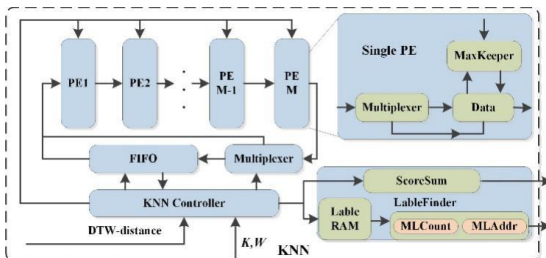 Single PE
MaxKeeper
PE1
PE2
PE
M-1
PE
M
Multiplexer
Data
FIFO
Multiplexer
KNN Controller
ScoreSum
Lable
RAM
LableFinder
MLCount
MLAddr
DTW-distance
K,W
KNN